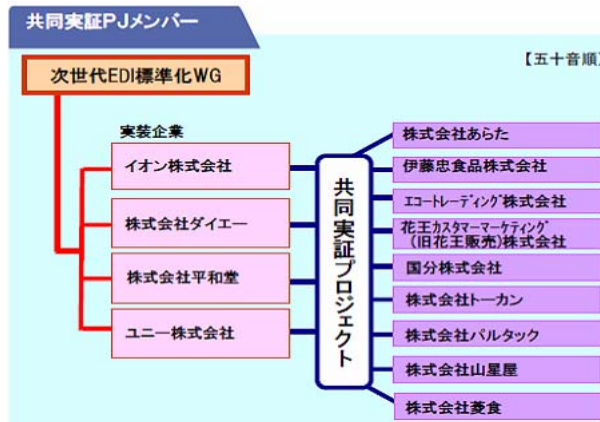 共同実証PJメンバー
次世代EDI標準化WG
【五十音順】
実装企業
イオン株式会社
株式会社ダイエー
株式会社平和堂
ユニー株式会社
共同実証プロジェクト
株式会社あらた
伊藤忠食品株式会社
エコートレーディング株式会社
花王カスタマーマーケティング
(旧花王販売)株式会社
国分株式会社
株式会社トーカン
株式会社パルタック
株式会社山星屋
株式会社菱食